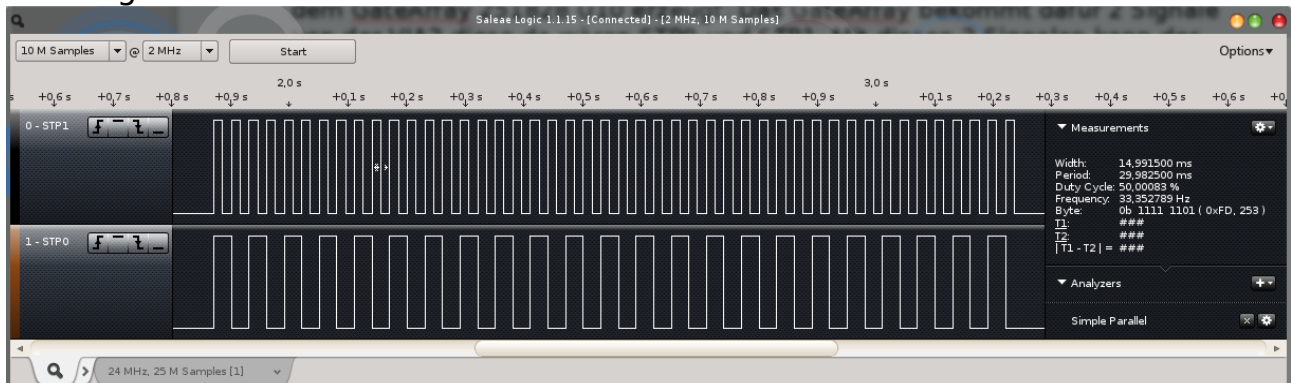 Saleae Logic 1.1.15 - [Connected] - [2 MHz, 10 M Samples]
10 M Samples @ 2 MHz Start Options
2,0 s 3,0 s
s +0,6 s +0,7 s +0,8 s +0,9 s +0,1 s +0,2 s +0,3 s +0,4 s +0,5 s +0,6 s +0,7 s +0,8 s +0,9 s +0,1 s +0,2 s +0,3 s +0,4 s +0,5 s +0,6 s +0,
0 - STP1
1 - STP0
Measurements
Width: 14,991500 ms
Period: 29,982500 ms
Duty Cycle: 50,00083 %
Frequency: 33,352789 Hz
Byte: 0b 1111 1101 ( 0xFD, 253 )
T1: ###
T2: ###
| T1 - T2 | = ###
Analyzers
Simple Parallel
24 MHz, 25 M Samples [1]